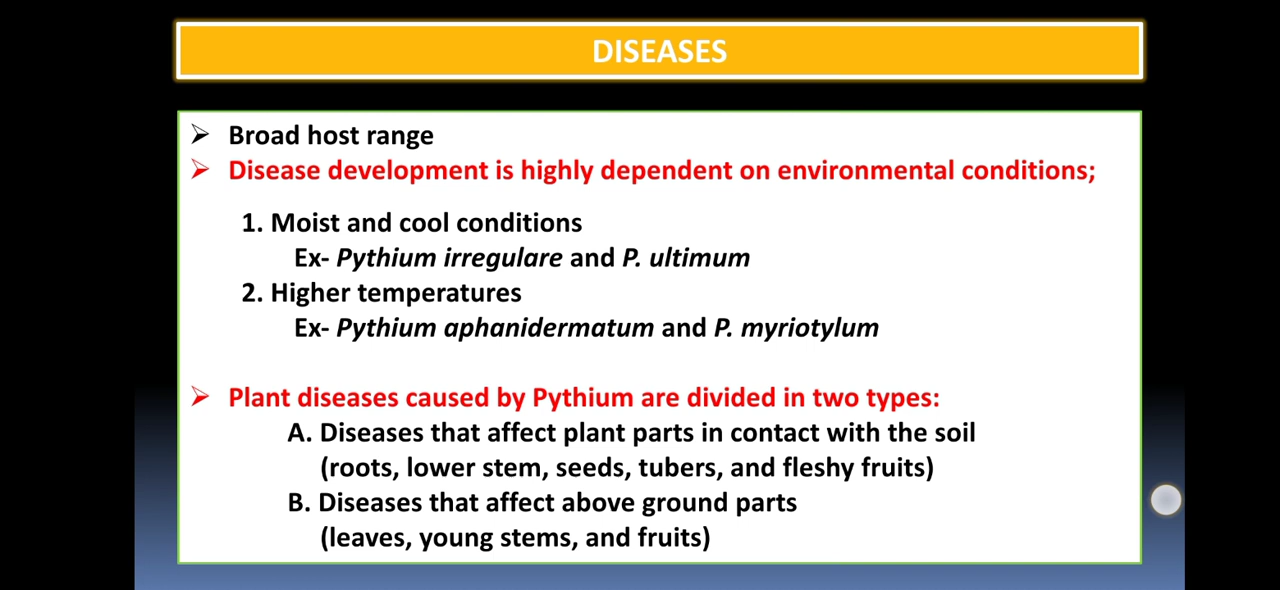 DISEASES
➢ Broad host range
➢ Disease development is highly dependent on environmental conditions;
1. Moist and cool conditions
Ex- Pythium irregulare and P. ultimum
2. Higher temperatures
Ex- Pythium aphanidermatum and P. myriotylum
➢ Plant diseases caused by Pythium are divided in two types:
A. Diseases that affect plant parts in contact with the soil
(roots, lower stem, seeds, tubers, and fleshy fruits)
B. Diseases that affect above ground parts
(leaves, young stems, and fruits)